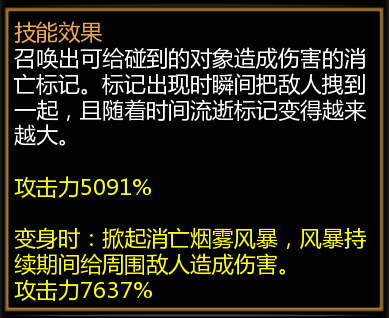 技能效果
召唤出可给碰到的对象造成伤害的消
亡标记。标记出现时瞬间把敌人拽到
一起，且随着时间流逝标记变得越来
越大。
攻击力5091%
变身时：掀起消亡烟雾风暴，风暴持
续期间给周围敌人造成伤害。
攻击力7637%